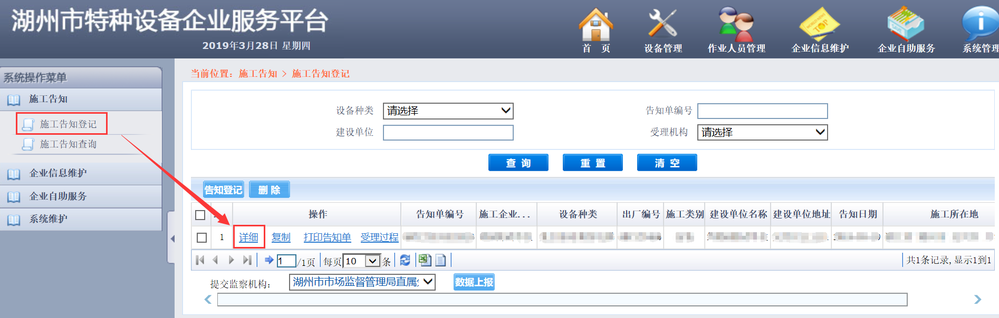 湖州市特种设备企业服务平台
2019年3月28日 星期四
首 页
设备管理
作业人员管理
企业信息维护
企业自助服务
系统管理
系统操作菜单
施工告知
施工告知登记
施工告知查询
企业信息维护
企业自助服务
系统维护
当前位置：施工告知 > 施工告知登记
设备种类 请选择 告知单编号
建设单位 受理机构 请选择
查 询 重 置 清 空
告知登记 删 除
操作 告知单编号 施工企业... 设备种类 出厂编号 施工类别 建设单位名称 建设单位地址 告知日期 施工所在地
1 详细 复制 打印告知单 受理过程
1 /1页 每页 10 条 共1条记录,显示1到1
提交监察机构： 湖州市市场监督管理局直属 数据上报